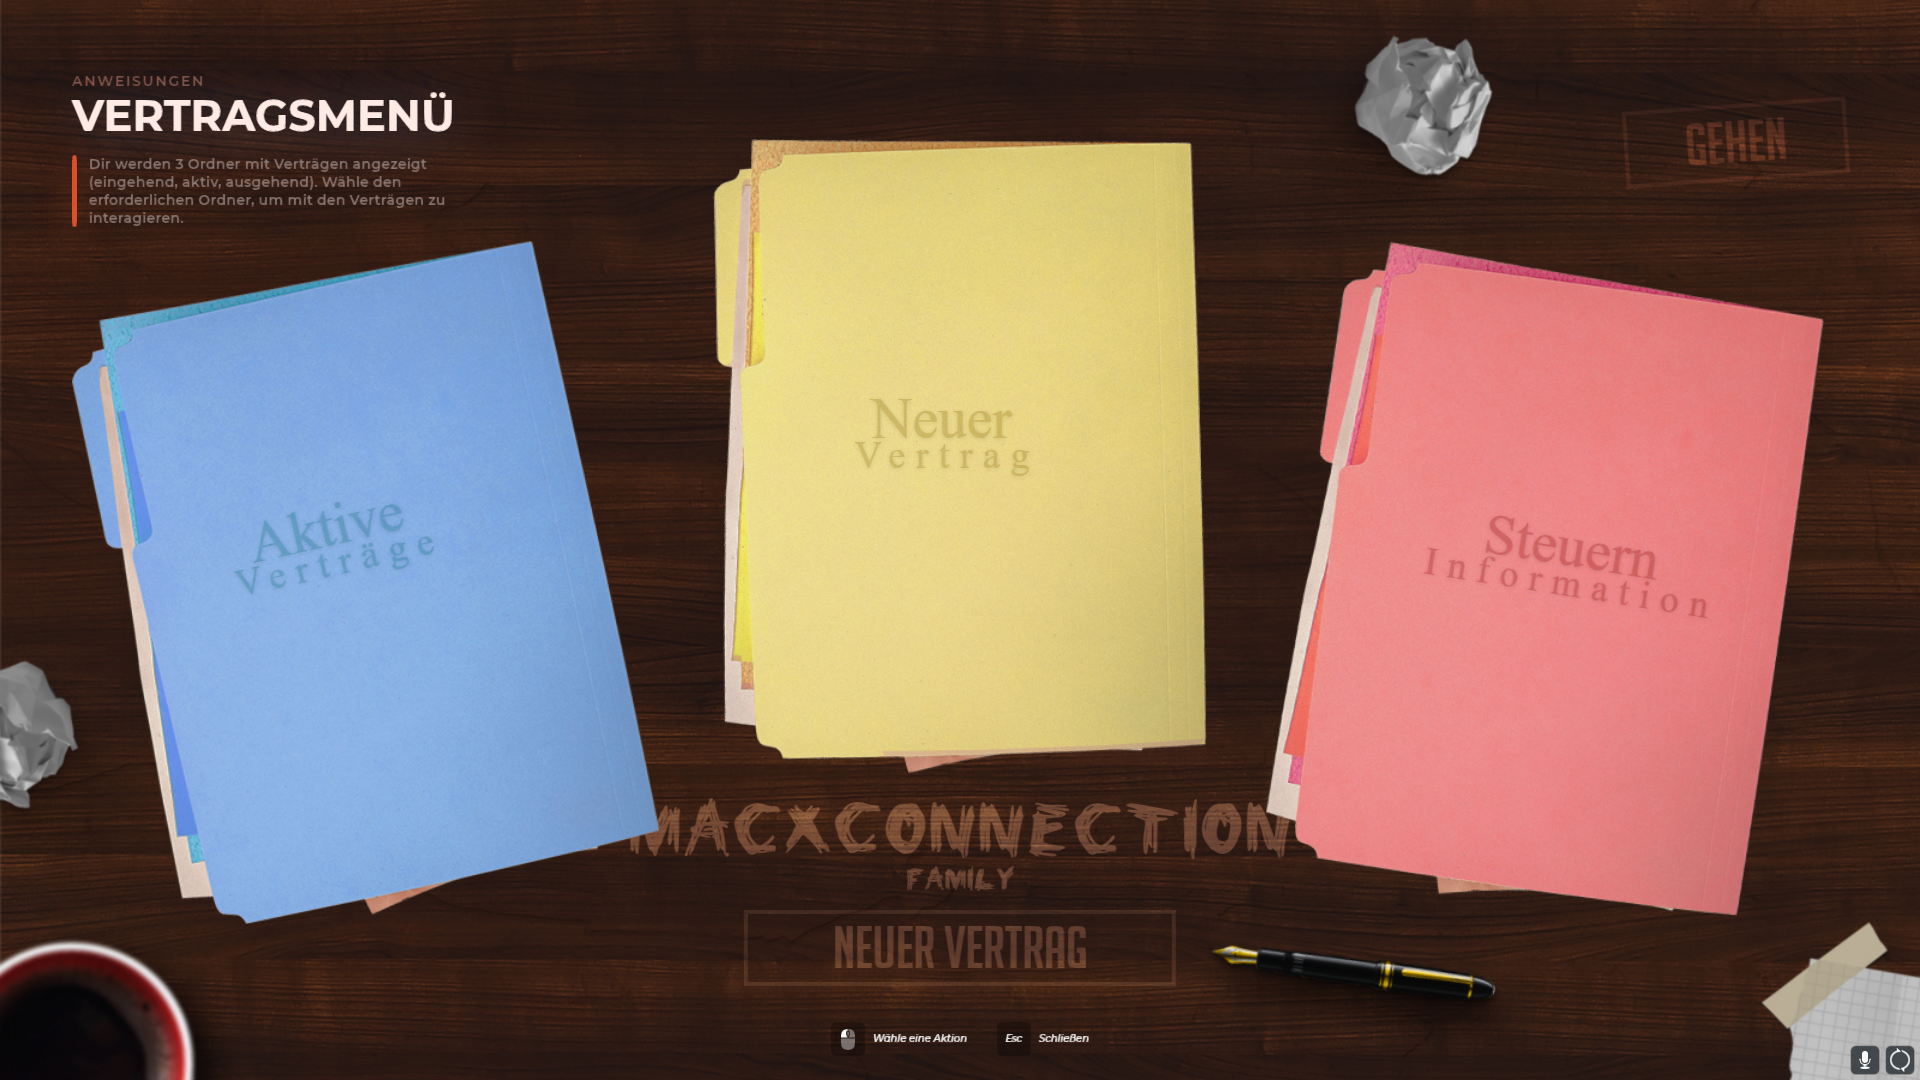 ANWEISUNGEN
VERTRAGSMENÜ
Dir werden 3 Ordner mit Verträgen angezeigt
(eingehend, aktiv, ausgehend). Wähle den
erforderlichen Ordner, um mit den Verträgen zu
interagieren.
GEHEN
Aktive
Verträge
Neuer
Vertrag
Steuern
Information
MACXCONNECTION
FAMILY
NEUER VERTRAG
Wähle eine Aktion
Esc Schließen